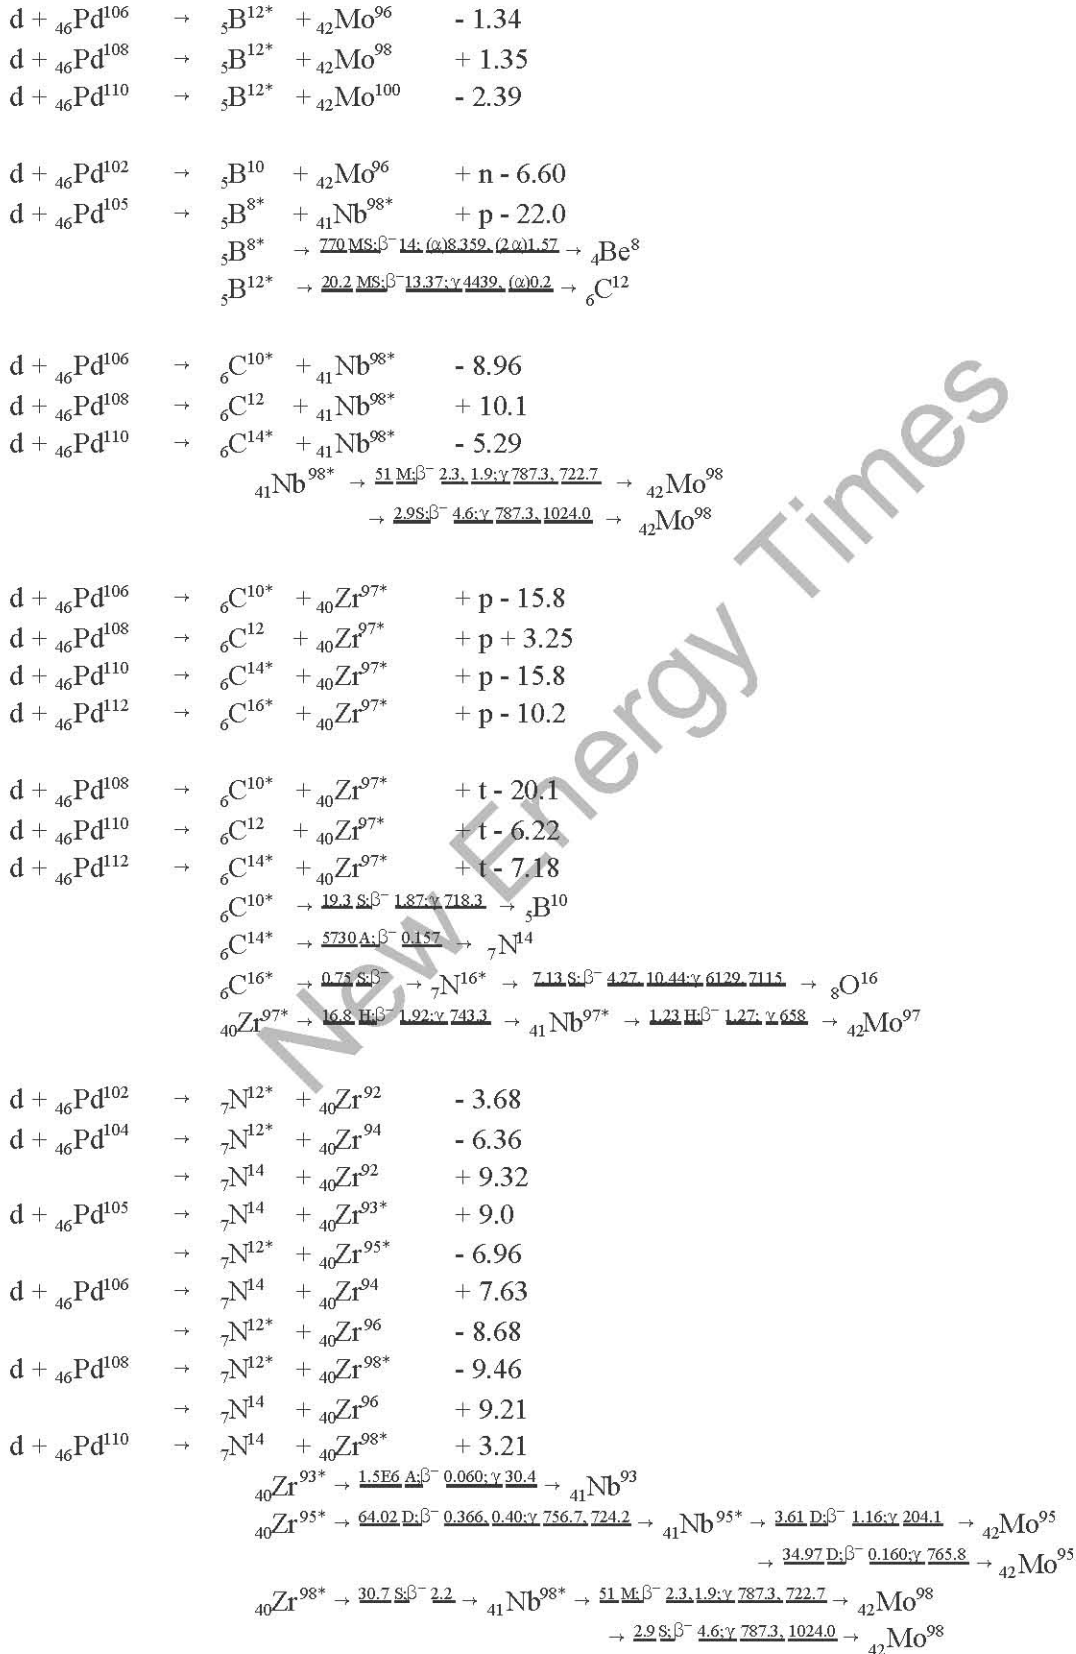 d + ₄₆Pd¹⁰⁶ → ₅B¹²* + ₄₂Mo⁹⁶ - 1.34
d + ₄₆Pd¹⁰⁸ → ₅B¹²* + ₄₂Mo⁹⁸ + 1.35
d + ₄₆Pd¹¹⁰ → ₅B¹²* + ₄₂Mo¹⁰⁰ - 2.39
d + ₄₆Pd¹⁰² → ₅B¹⁰ + ₄₂Mo⁹⁶ + n - 6.60
d + ₄₆Pd¹⁰⁵ → ₅B⁸* + ₄₁Nb⁹⁸* + p - 22.0
₅B⁸* → 770 MS;β⁻ 14; (α)8.359, (2α)1.57 → ₄Be⁸
₅B¹²* → 20.2 MS;β⁻ 13.37;γ 4439, (α)0.2 → ₆C¹²
d + ₄₆Pd¹⁰⁶ → ₆C¹⁰* + ₄₁Nb⁹⁸* - 8.96
d + ₄₆Pd¹⁰⁸ → ₆C¹² + ₄₁Nb⁹⁸* + 10.1
d + ₄₆Pd¹¹⁰ → ₆C¹⁴* + ₄₁Nb⁹⁸* - 5.29
₄₁Nb⁹⁸* → 51 M;β⁻ 2.3, 1.9;γ 787.3, 722.7 → ₄₂Mo⁹⁸
→ 2.9S;β⁻ 4.6;γ 787.3, 1024.0 → ₄₂Mo⁹⁸
d + ₄₆Pd¹⁰⁶ → ₆C¹⁰* + ₄₀Zr⁹⁷* + p - 15.8
d + ₄₆Pd¹⁰⁸ → ₆C¹² + ₄₀Zr⁹⁷* + p + 3.25
d + ₄₆Pd¹¹⁰ → ₆C¹⁴* + ₄₀Zr⁹⁷* + p - 15.8
d + ₄₆Pd¹¹² → ₆C¹⁶* + ₄₀Zr⁹⁷* + p - 10.2
d + ₄₆Pd¹⁰⁸ → ₆C¹⁰* + ₄₀Zr⁹⁷* + t - 20.1
d + ₄₆Pd¹¹⁰ → ₆C¹² + ₄₀Zr⁹⁷* + t - 6.22
d + ₄₆Pd¹¹² → ₆C¹⁴* + ₄₀Zr⁹⁷* + t - 7.18
₆C¹⁰* → 19.3 S;β⁻ 1.87;γ 718.3 → ₅B¹⁰
₆C¹⁴* → 5730 A;β⁻ 0.157 → ₇N¹⁴
₆C¹⁶* → 0.75 S;β⁻ → ₇N¹⁶* → 7.13 S;β⁻ 4.27, 10.44;γ 6129, 7115 → ₈O¹⁶
₄₀Zr⁹⁷* → 16.8 H;β⁻ 1.92;γ 743.3 → ₄₁Nb⁹⁷* → 1.23 H;β⁻ 1.27; γ 658 → ₄₂Mo⁹⁷
d + ₄₆Pd¹⁰² → ₇N¹²* + ₄₀Zr⁹² - 3.68
d + ₄₆Pd¹⁰⁴ → ₇N¹²* + ₄₀Zr⁹⁴ - 6.36
→ ₇N¹⁴ + ₄₀Zr⁹² + 9.32
d + ₄₆Pd¹⁰⁵ → ₇N¹⁴ + ₄₀Zr⁹³* + 9.0
→ ₇N¹²* + ₄₀Zr⁹⁵* - 6.96
d + ₄₆Pd¹⁰⁶ → ₇N¹⁴ + ₄₀Zr⁹⁴ + 7.63
→ ₇N¹²* + ₄₀Zr⁹⁶ - 8.68
d + ₄₆Pd¹⁰⁸ → ₇N¹²* + ₄₀Zr⁹⁸* - 9.46
→ ₇N¹⁴ + ₄₀Zr⁹⁶ + 9.21
d + ₄₆Pd¹¹⁰ → ₇N¹⁴ + ₄₀Zr⁹⁸* + 3.21
₄₀Zr⁹³* → 1.5E6 A;β⁻ 0.060; γ 30.4 → ₄₁Nb⁹³
₄₀Zr⁹⁵* → 64.02 D;β⁻ 0.366, 0.40;γ 756.7, 724.2 → ₄₁Nb⁹⁵* → 3.61 D;β⁻ 1.16;γ 204.1 → ₄₂Mo⁹⁵
→ 34.97 D;β⁻ 0.160;γ 765.8 → ₄₂Mo⁹⁵
₄₀Zr⁹⁸* → 30.7 S;β⁻ 2.2 → ₄₁Nb⁹⁸* → 51 M;β⁻ 2.3,1.9;γ 787.3, 722.7 → ₄₂Mo⁹⁸
→ 2.9 S;β⁻ 4.6;γ 787.3, 1024.0 → ₄₂Mo⁹⁸
New Energy Times